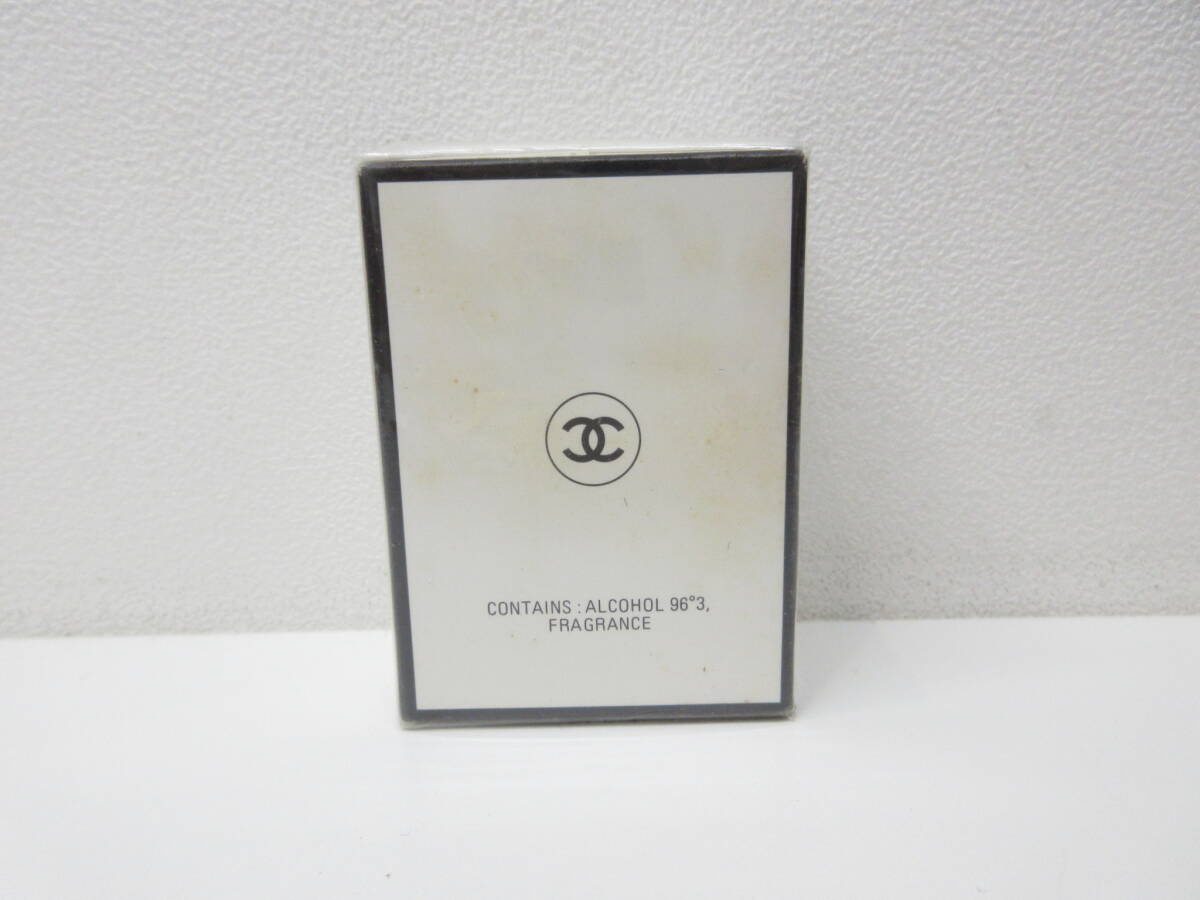 CONTAINS : ALCOHOL 96°3,
FRAGRANCE